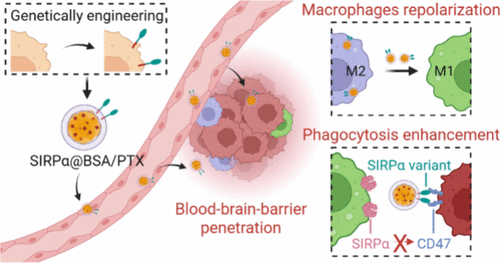 Genetically engineering
SIRPα@BSA/PTX
Blood-brain-barrier
penetration
Macrophages repolarization
M2
M1
Phagocytosis enhancement
SIRPα variant
SIRPα
CD47